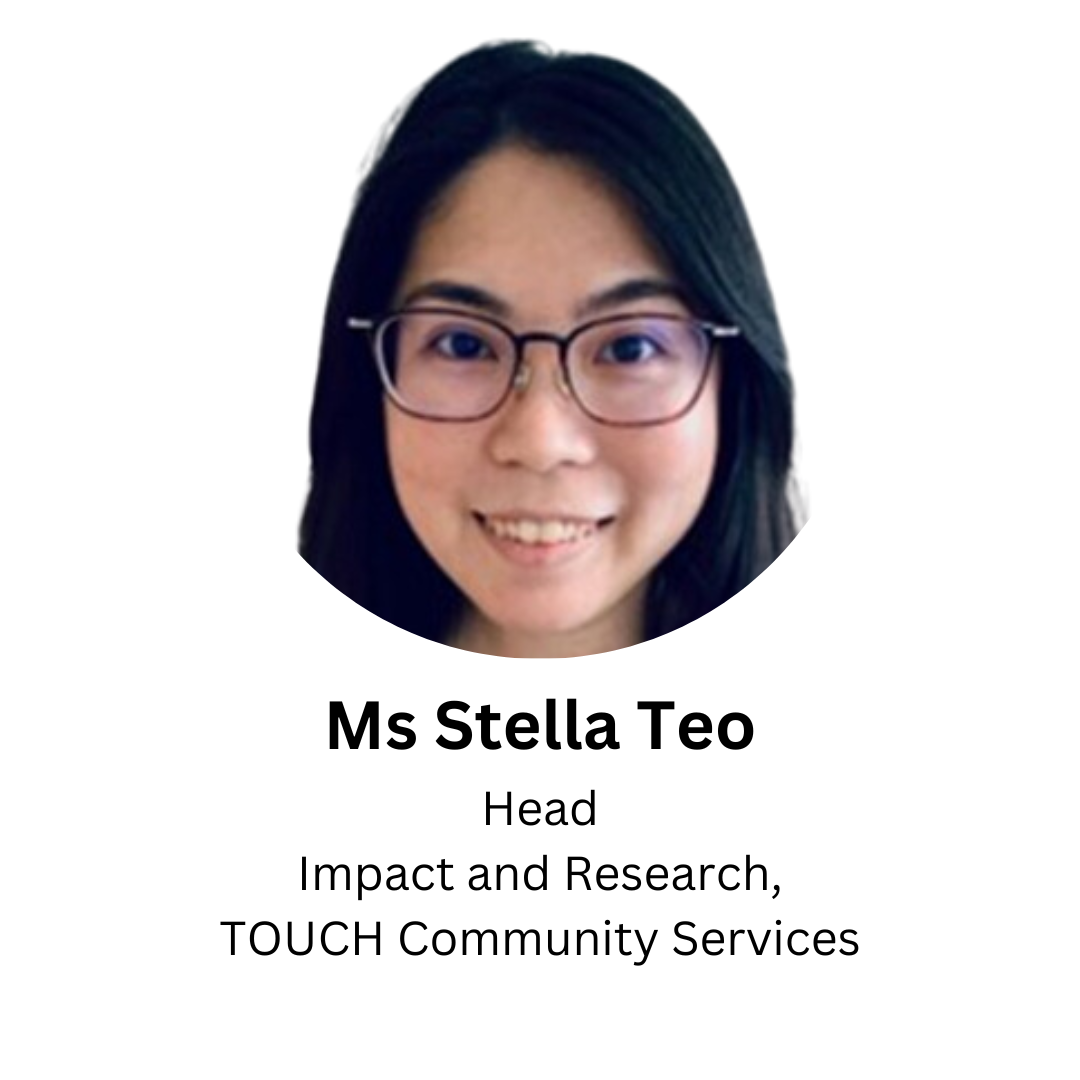 Ms Stella Teo
Head
Impact and Research,
TOUCH Community Services